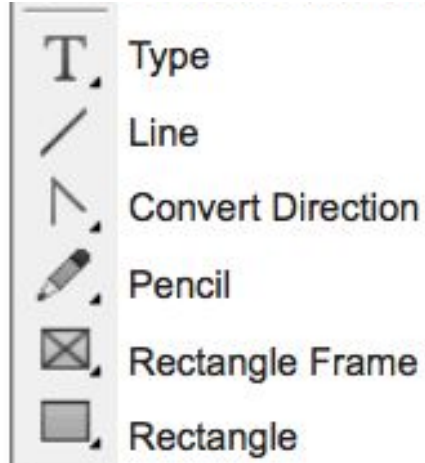 Type
Line
Convert Direction
Pencil
Rectangle Frame
Rectangle